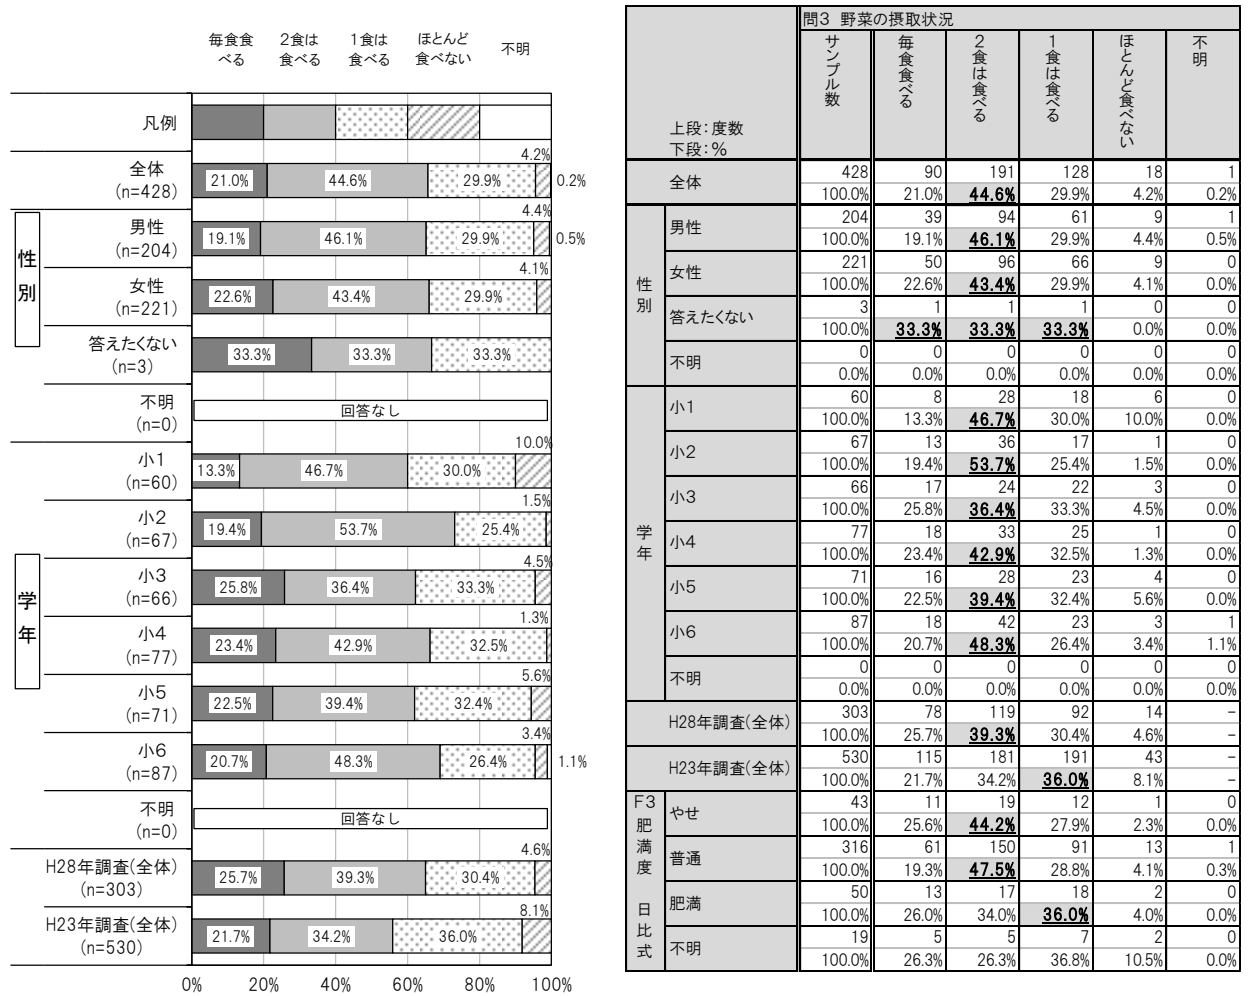 毎食食
べる
2食は
食べる
1食は
食べる
ほとんど
食べない
不明
凡例
全体
(n=428)
21.0% 44.6% 29.9% 4.2% 0.2%
性別
男性
(n=204)
19.1% 46.1% 29.9% 4.4% 0.5%
女性
(n=221)
22.6% 43.4% 29.9% 4.1%
答えたくない
(n=3)
33.3% 33.3% 33.3%
不明
(n=0)
回答なし
学年
小1
(n=60)
13.3% 46.7% 30.0% 10.0%
小2
(n=67)
19.4% 53.7% 25.4% 1.5%
小3
(n=66)
25.8% 36.4% 33.3% 4.5%
小4
(n=77)
23.4% 42.9% 32.5% 1.3%
小5
(n=71)
22.5% 39.4% 32.4% 5.6%
小6
(n=87)
20.7% 48.3% 26.4% 3.4% 1.1%
不明
(n=0)
回答なし
H28年調査(全体)
(n=303)
25.7% 39.3% 30.4% 4.6%
H23年調査(全体)
(n=530)
21.7% 34.2% 36.0% 8.1%
0% 20% 40% 60% 80% 100%
問3 野菜の摂取状況
上段:度数
下段:%
サンプル数
毎食食べる
2食は食べる
1食は食べる
ほとんど食べない
不明
全体
428 90 191 128 18 1
100.0% 21.0% 44.6% 29.9% 4.2% 0.2%
性別
男性
204 39 94 61 9 1
100.0% 19.1% 46.1% 29.9% 4.4% 0.5%
女性
221 50 96 66 9 0
100.0% 22.6% 43.4% 29.9% 4.1% 0.0%
答えたくない
3 1 1 1 0 0
100.0% 33.3% 33.3% 33.3% 0.0% 0.0%
不明
0 0 0 0 0 0
0.0% 0.0% 0.0% 0.0% 0.0% 0.0%
学年
小1
60 8 28 18 6 0
100.0% 13.3% 46.7% 30.0% 10.0% 0.0%
小2
67 13 36 17 1 0
100.0% 19.4% 53.7% 25.4% 1.5% 0.0%
小3
66 17 24 22 3 0
100.0% 25.8% 36.4% 33.3% 4.5% 0.0%
小4
77 18 33 25 1 0
100.0% 23.4% 42.9% 32.5% 1.3% 0.0%
小5
71 16 28 23 4 0
100.0% 22.5% 39.4% 32.4% 5.6% 0.0%
小6
87 18 42 23 3 1
100.0% 20.7% 48.3% 26.4% 3.4% 1.1%
不明
0 0 0 0 0 0
0.0% 0.0% 0.0% 0.0% 0.0% 0.0%
H28年調査(全体)
303 78 119 92 14 –
100.0% 25.7% 39.3% 30.4% 4.6% –
H23年調査(全体)
530 115 181 191 43 –
100.0% 21.7% 34.2% 36.0% 8.1% –
F3肥満度 日比式
やせ
43 11 19 12 1 0
100.0% 25.6% 44.2% 27.9% 2.3% 0.0%
普通
316 61 150 91 13 1
100.0% 19.3% 47.5% 28.8% 4.1% 0.3%
肥満
50 13 17 18 2 0
100.0% 26.0% 34.0% 36.0% 4.0% 0.0%
不明
19 5 5 7 2 0
100.0% 26.3% 26.3% 36.8% 10.5% 0.0%